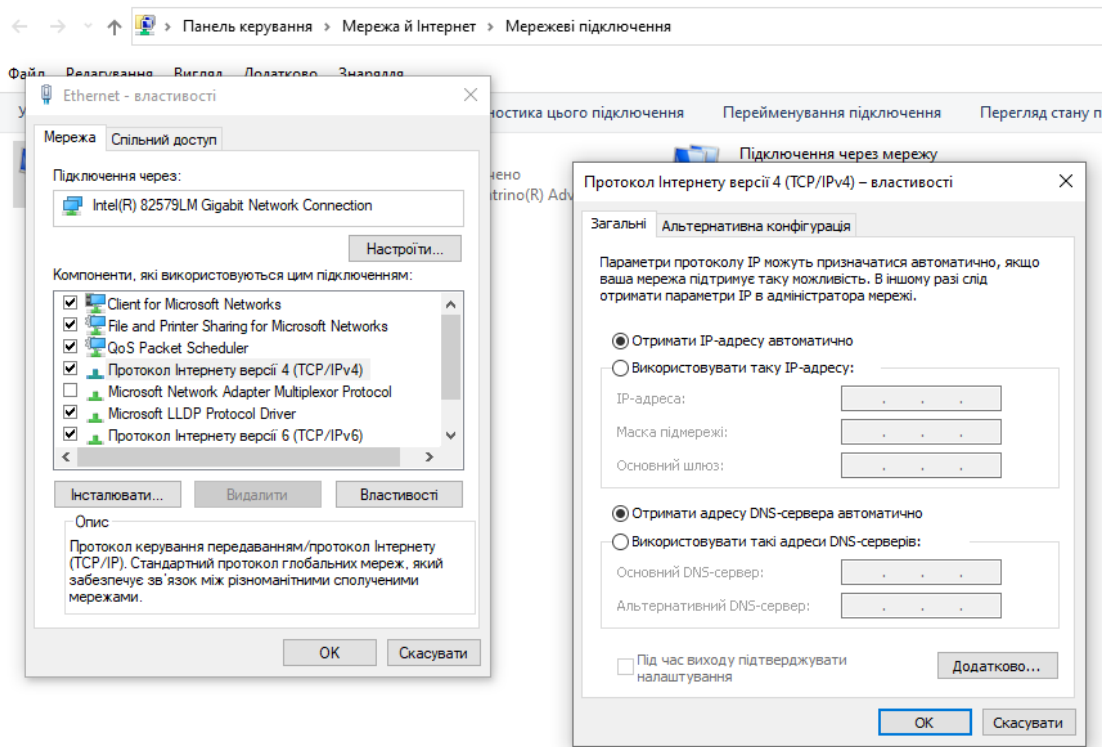 Панель керування > Мережа й Інтернет > Мережеві підключення
Файл Редагування Вигляд Додатково Знаряддя
У
ностика цього підключення Перейменування підключення Перегляд стану п
Ethernet - властивості
Мережа Спільний доступ
Підключення через:
Intel(R) 82579LM Gigabit Network Connection
Настроїти...
Компоненти, які використовуються цим підключенням:
Client for Microsoft Networks
File and Printer Sharing for Microsoft Networks
QoS Packet Scheduler
Протокол Інтернету версії 4 (TCP/IPv4)
Microsoft Network Adapter Multiplexor Protocol
Microsoft LLDP Protocol Driver
Протокол Інтернету версії 6 (TCP/IPv6)
Інсталювати... Видалити Властивості
Опис
Протокол керування передаванням/протокол Інтернету
(TCP/IP). Стандартний протокол глобальних мереж, який
забезпечує зв'язок між різноманітними сполученими
мережами.
OK Скасувати
чено
trino(R) Adv
Підключення через мережу
Протокол Інтернету версії 4 (TCP/IPv4) – властивості
Загальні Альтернативна конфігурація
Параметри протоколу IP можуть призначатися автоматично, якщо
ваша мережа підтримує таку можливість. В іншому разі слід
отримати параметри IP в адміністратора мережі.
Отримати IP-адресу автоматично
Використовувати таку IP-адресу:
IP-адреса:
Маска підмережі:
Основний шлюз:
Отримати адресу DNS-сервера автоматично
Використовувати такі адреси DNS-серверів:
Основний DNS-сервер:
Альтернативний DNS-сервер:
Під час виходу підтверджувати
налаштування
Додатково...
OK Скасувати